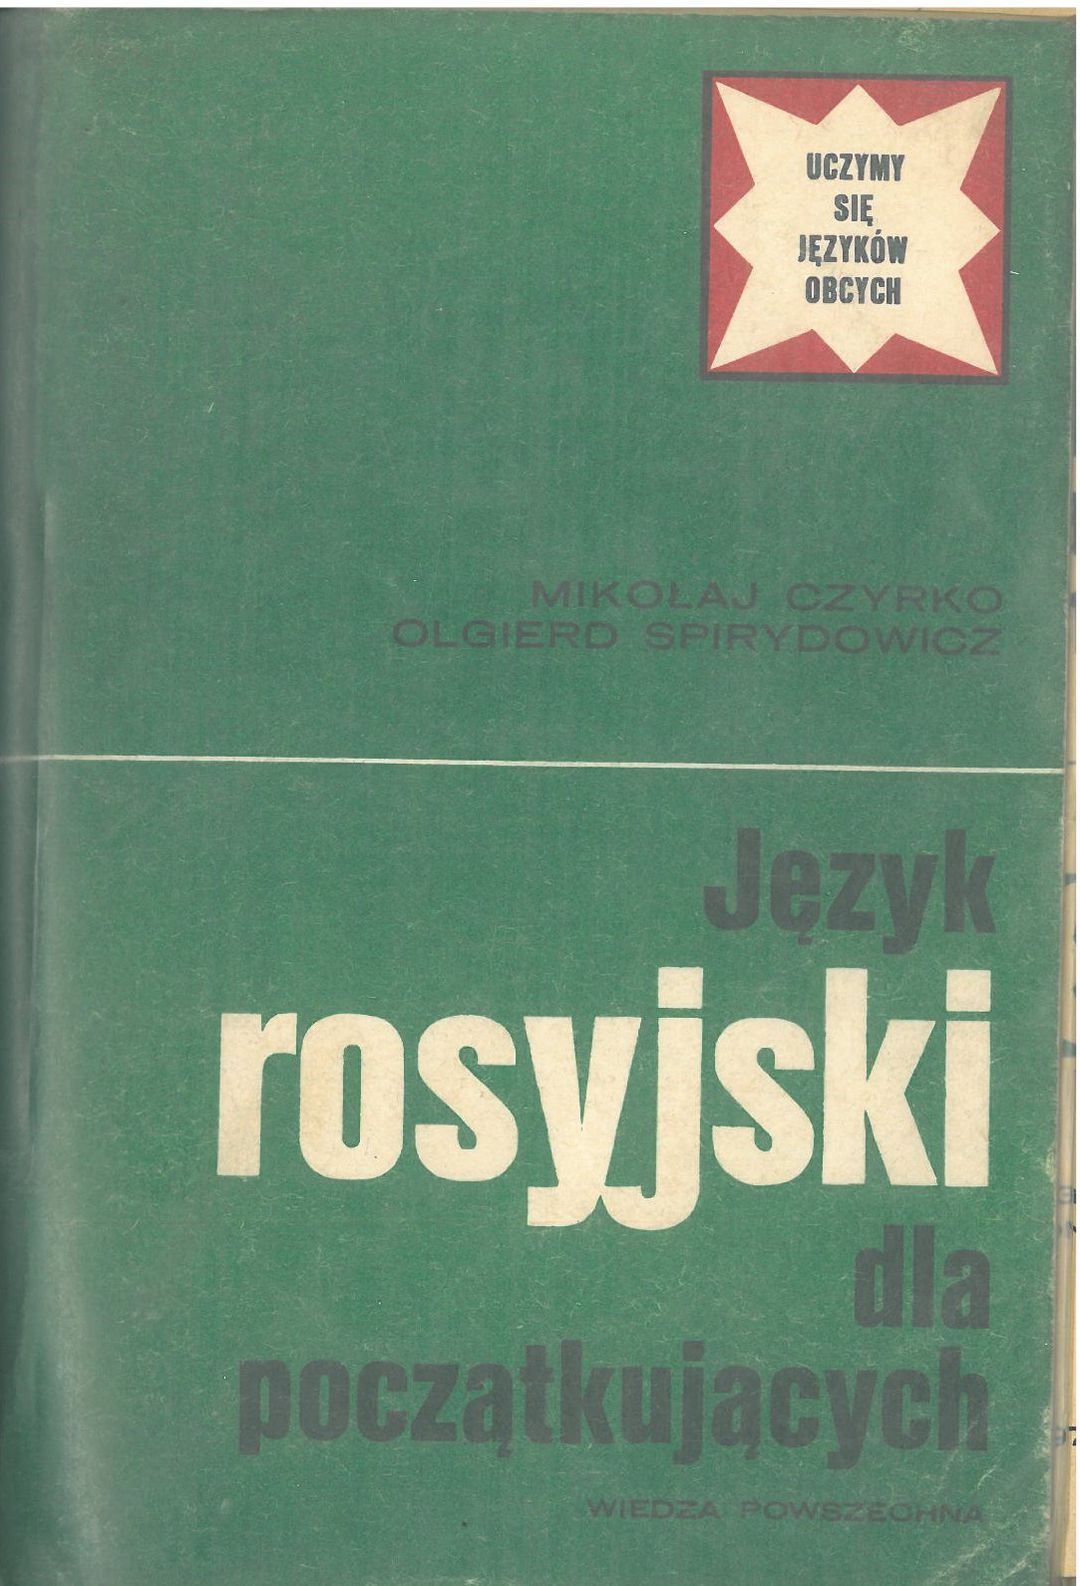 UCZYMY
SIĘ
JĘZYKÓW
OBCYCH
MIKOŁAJ CZYRKO
OLGIERD SPIRYDOWICZ
Język
rosyjski
dla
początkujących
WIEDZA POWSZECHNA